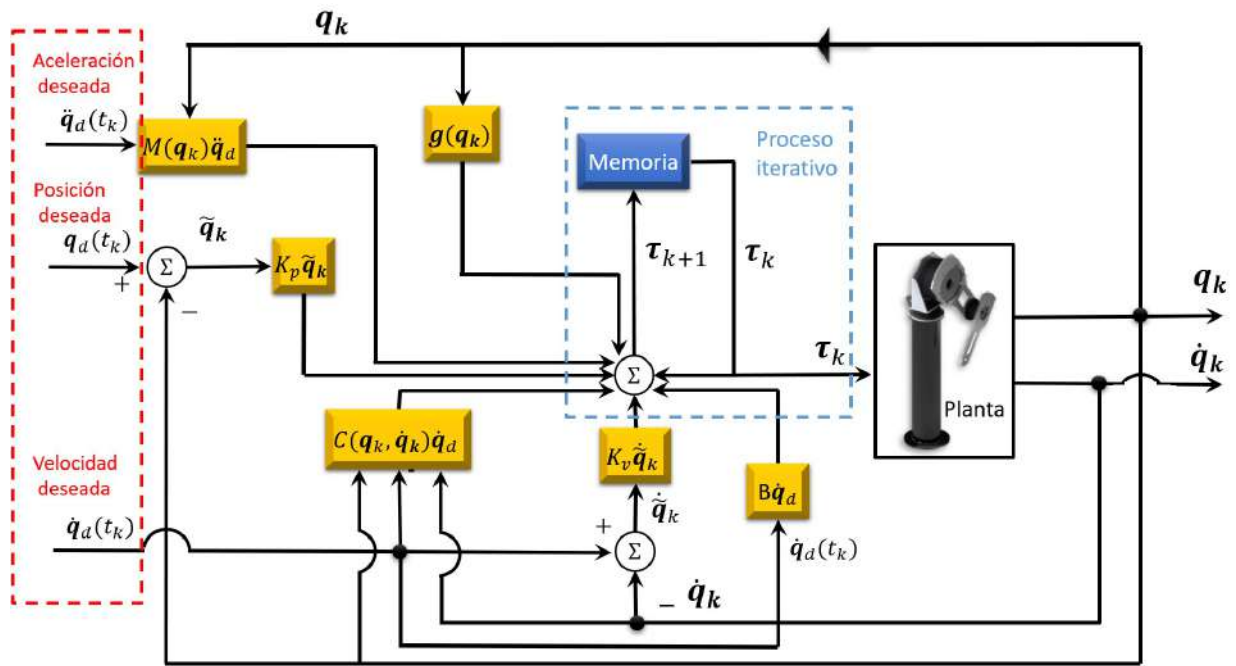 q_k
Aceleración
deseada
q̈_d(t_k)
M(q_k)q̈_d
g(q_k)
Proceso
iterativo
Memoria
Posición
deseada
q_d(t_k)
+
Σ
−
q̃_k
K_p q̃_k
τ_{k+1}
τ_k
τ_k
Σ
Planta
q_k
q̇_k
C(q_k, q̇_k)q̇_d
K_v q̃̇_k
Bq̇_d
Velocidad
deseada
q̇_d(t_k)
q̃̇_k
+
Σ
q̇_d(t_k)
− q̇_k